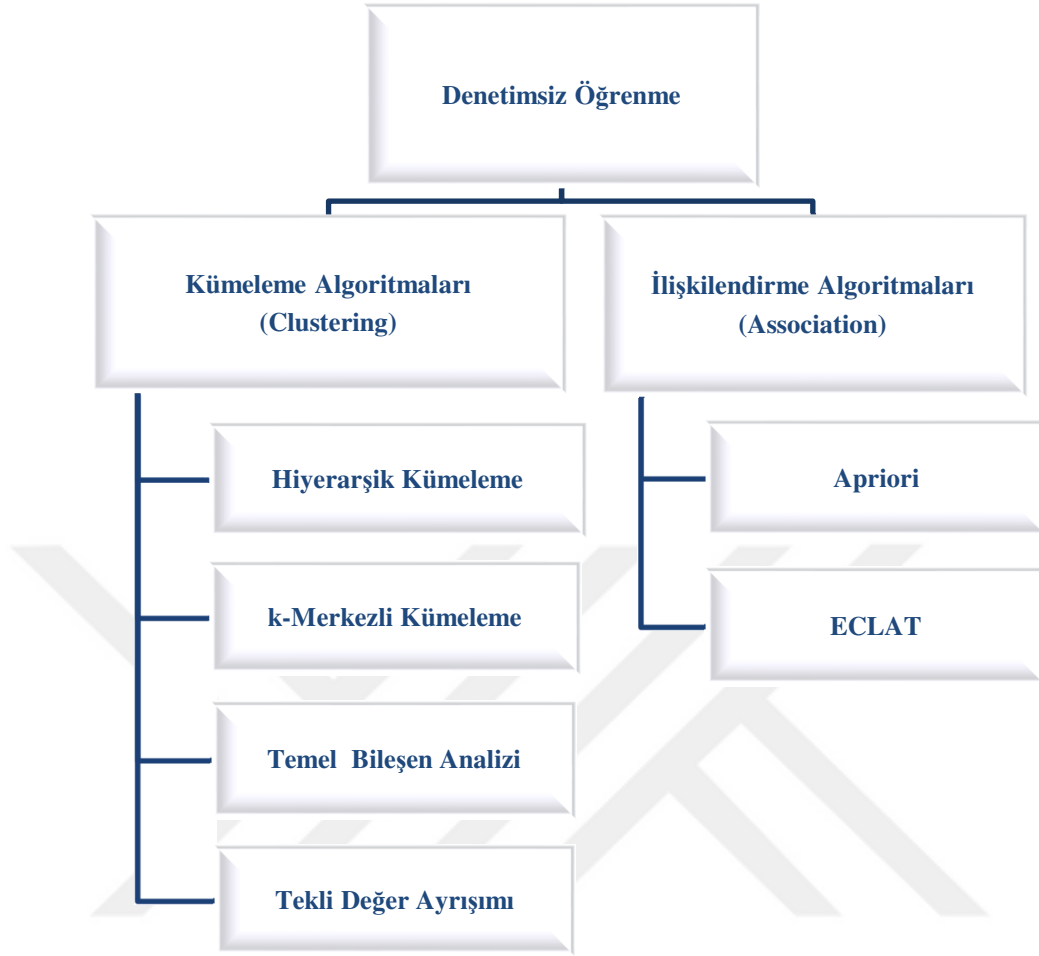 Denetimsiz Öğrenme
Kümeleme Algoritmaları
(Clustering)
Hiyerarşik Kümeleme
k-Merkezli Kümeleme
Temel Bileşen Analizi
Tekli Değer Ayrışımı
İlişkilendirme Algoritmaları
(Association)
Apriori
ECLAT